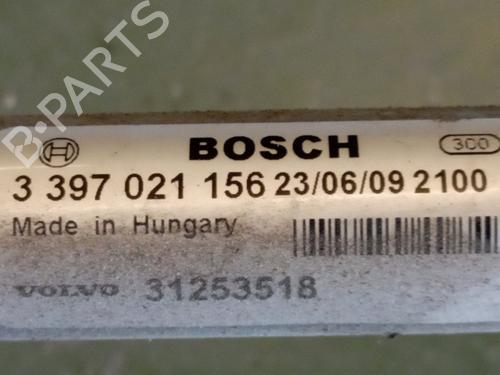 B-PARTS
BOSCH 300
3 397 021 156 23/06/09 2100
Made in Hungary
VOLVO 31253518